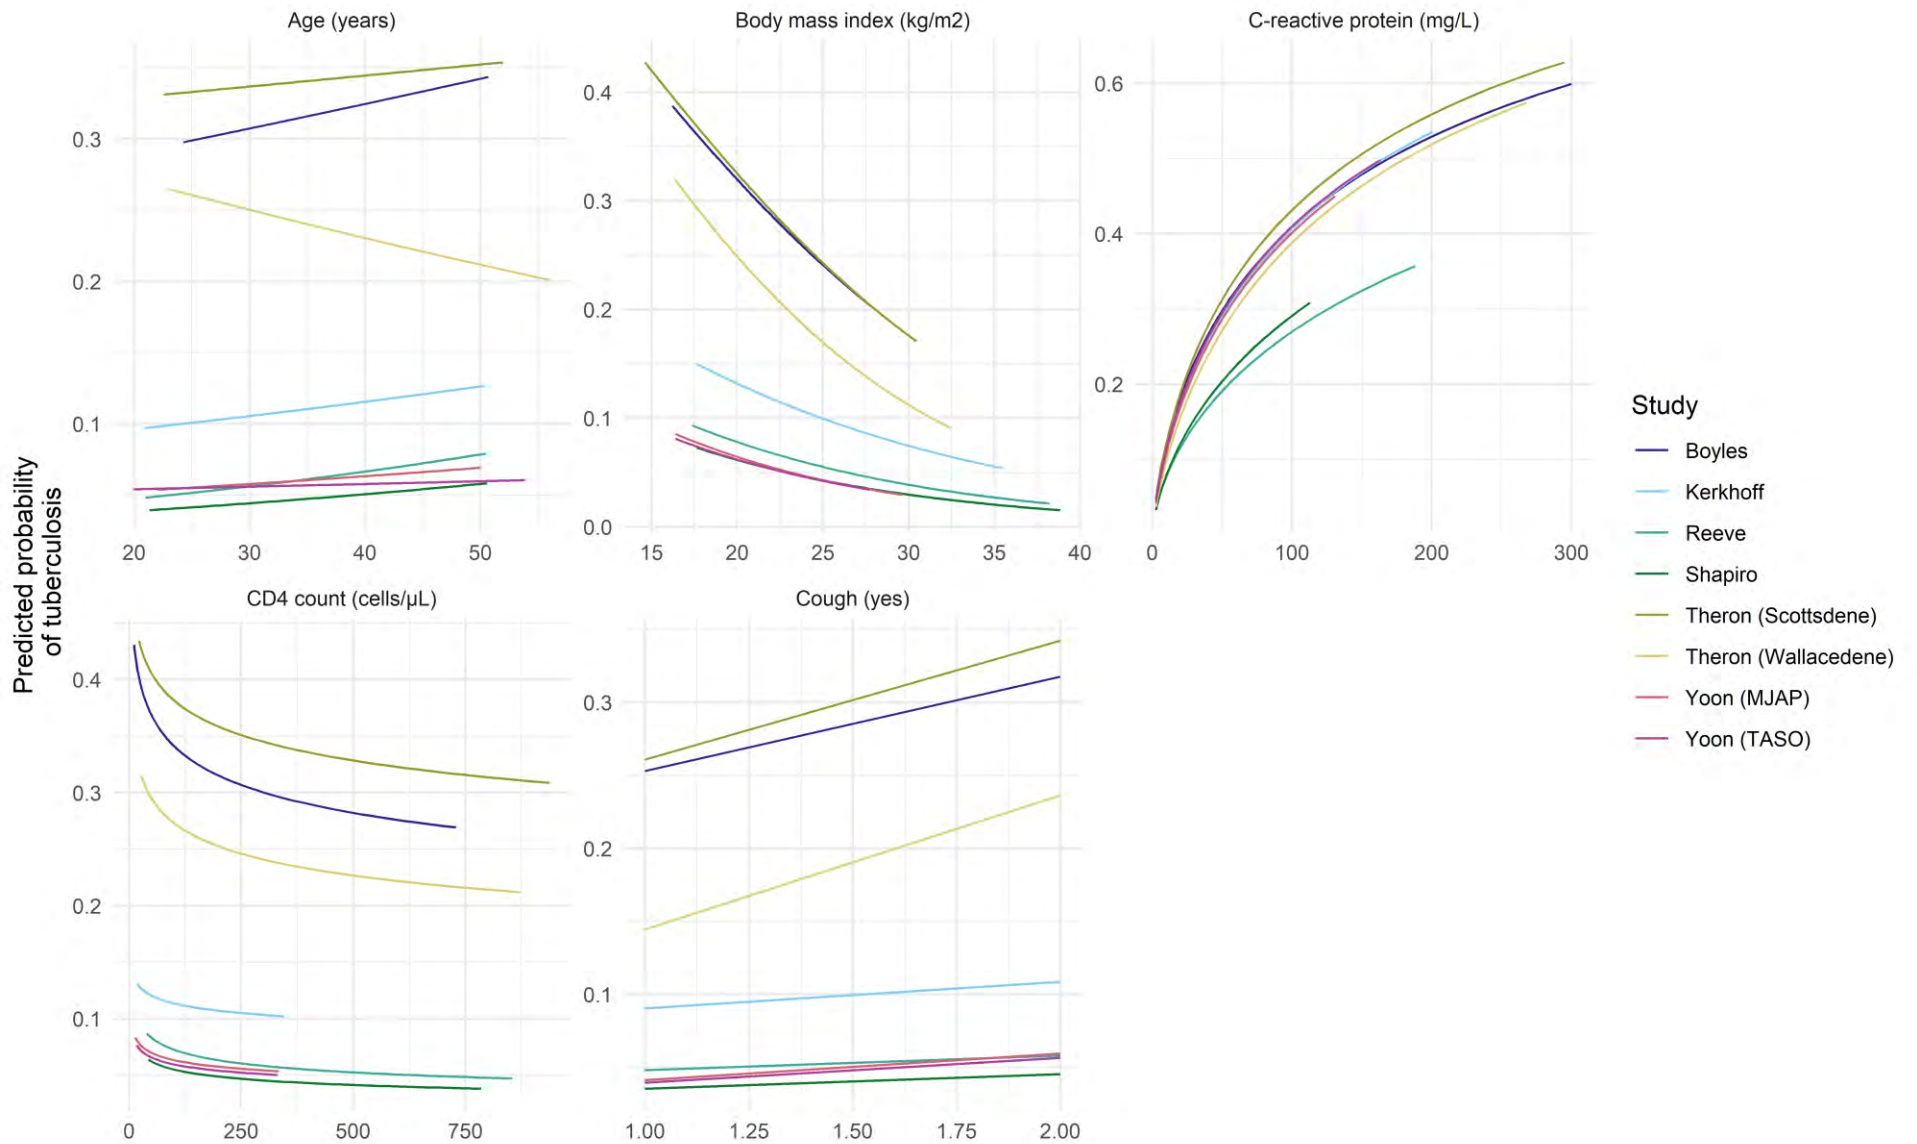 Age (years)
Body mass index (kg/m2)
C-reactive protein (mg/L)
0.3
0.2
0.1
20 30 40 50
0.4
0.3
0.2
0.1
0.0
15 20 25 30 35 40
0.6
0.4
0.2
0 100 200 300
Predicted probability
of tuberculosis
CD4 count (cells/µL)
Cough (yes)
0.4
0.3
0.2
0.1
0 250 500 750
0.3
0.2
0.1
1.00 1.25 1.50 1.75 2.00
Study
Boyles
Kerkhoff
Reeve
Shapiro
Theron (Scottsdene)
Theron (Wallacedene)
Yoon (MJAP)
Yoon (TASO)